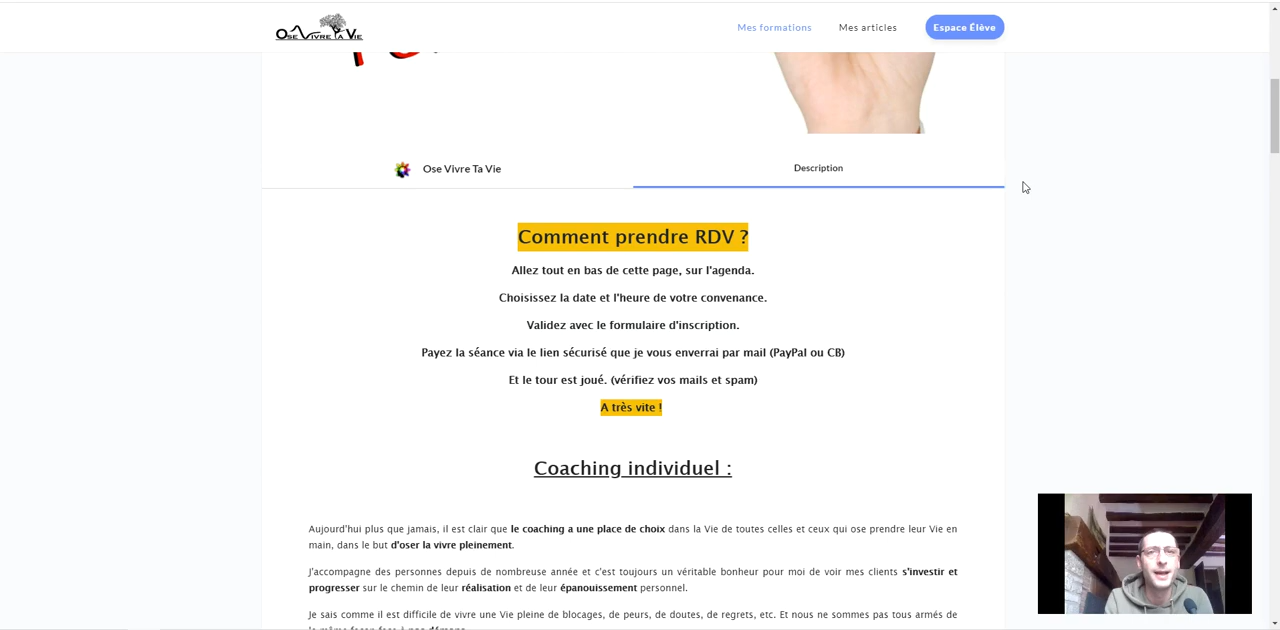 Ose Vivre ta Vie
Mes formations
Mes articles
Espace Élève
Ose Vivre Ta Vie
Description
Comment prendre RDV ?
Allez tout en bas de cette page, sur l'agenda.
Choisissez la date et l'heure de votre convenance.
Validez avec le formulaire d'inscription.
Payez la séance via le lien sécurisé que je vous enverrai par mail (PayPal ou CB)
Et le tour est joué. (vérifiez vos mails et spam)
A très vite !
Coaching individuel :
Aujourd'hui plus que jamais, il est clair que le coaching a une place de choix dans la Vie de toutes celles et ceux qui ose prendre leur Vie en
main, dans le but d'oser la vivre pleinement.
J'accompagne des personnes depuis de nombreuse année et c'est toujours un véritable bonheur pour moi de voir mes clients s'investir et
progresser sur le chemin de leur réalisation et de leur épanouissement personnel.
Je sais comme il est difficile de vivre une Vie pleine de blocages, de peurs, de doutes, de regrets, etc. Et nous ne sommes pas tous armés de